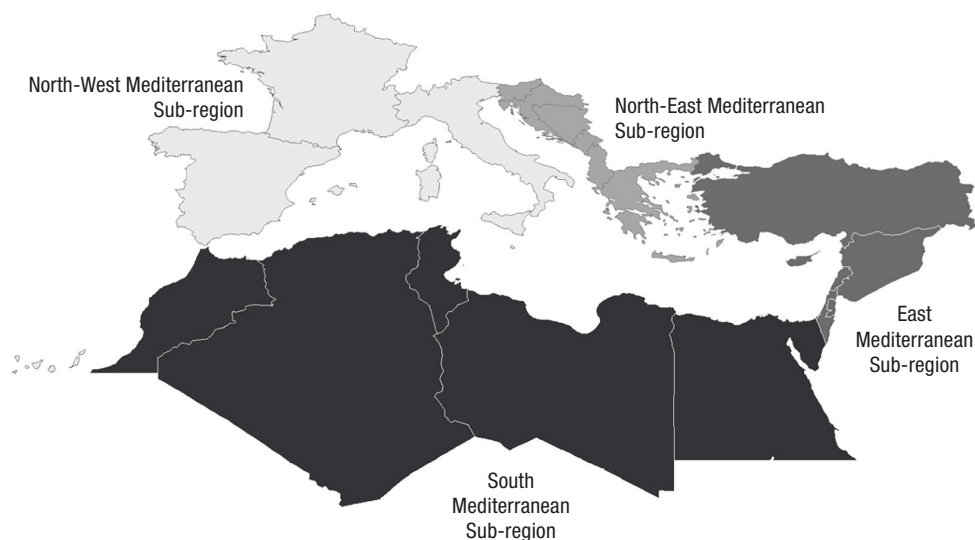 North-West Mediterranean
Sub-region
North-East Mediterranean
Sub-region
East
Mediterranean
Sub-region
South
Mediterranean
Sub-region